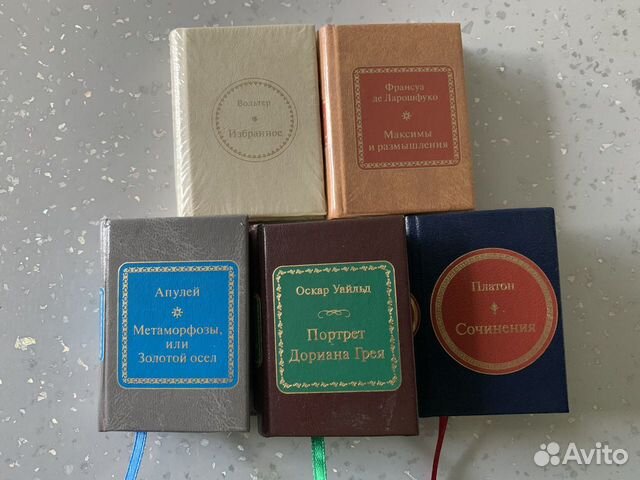 Вольтер
Избранное
Франсуа
де Ларошфуко
Максимы
и размышления
Апулей
Метаморфозы,
или
Золотой осел
Оскар Уайльд
Портрет
Дориана Грея
Платон
Сочинения
Avito